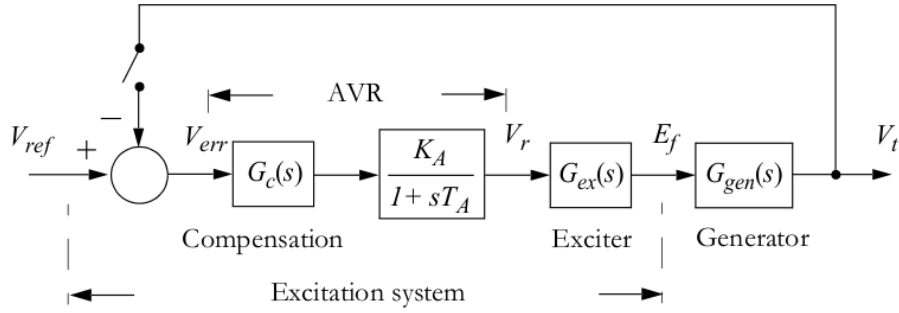 AVR
V_ref + − V_err V_r E_f V_t
G_c(s) K_A / 1 + sT_A G_ex(s) G_gen(s)
Compensation Exciter Generator
Excitation system